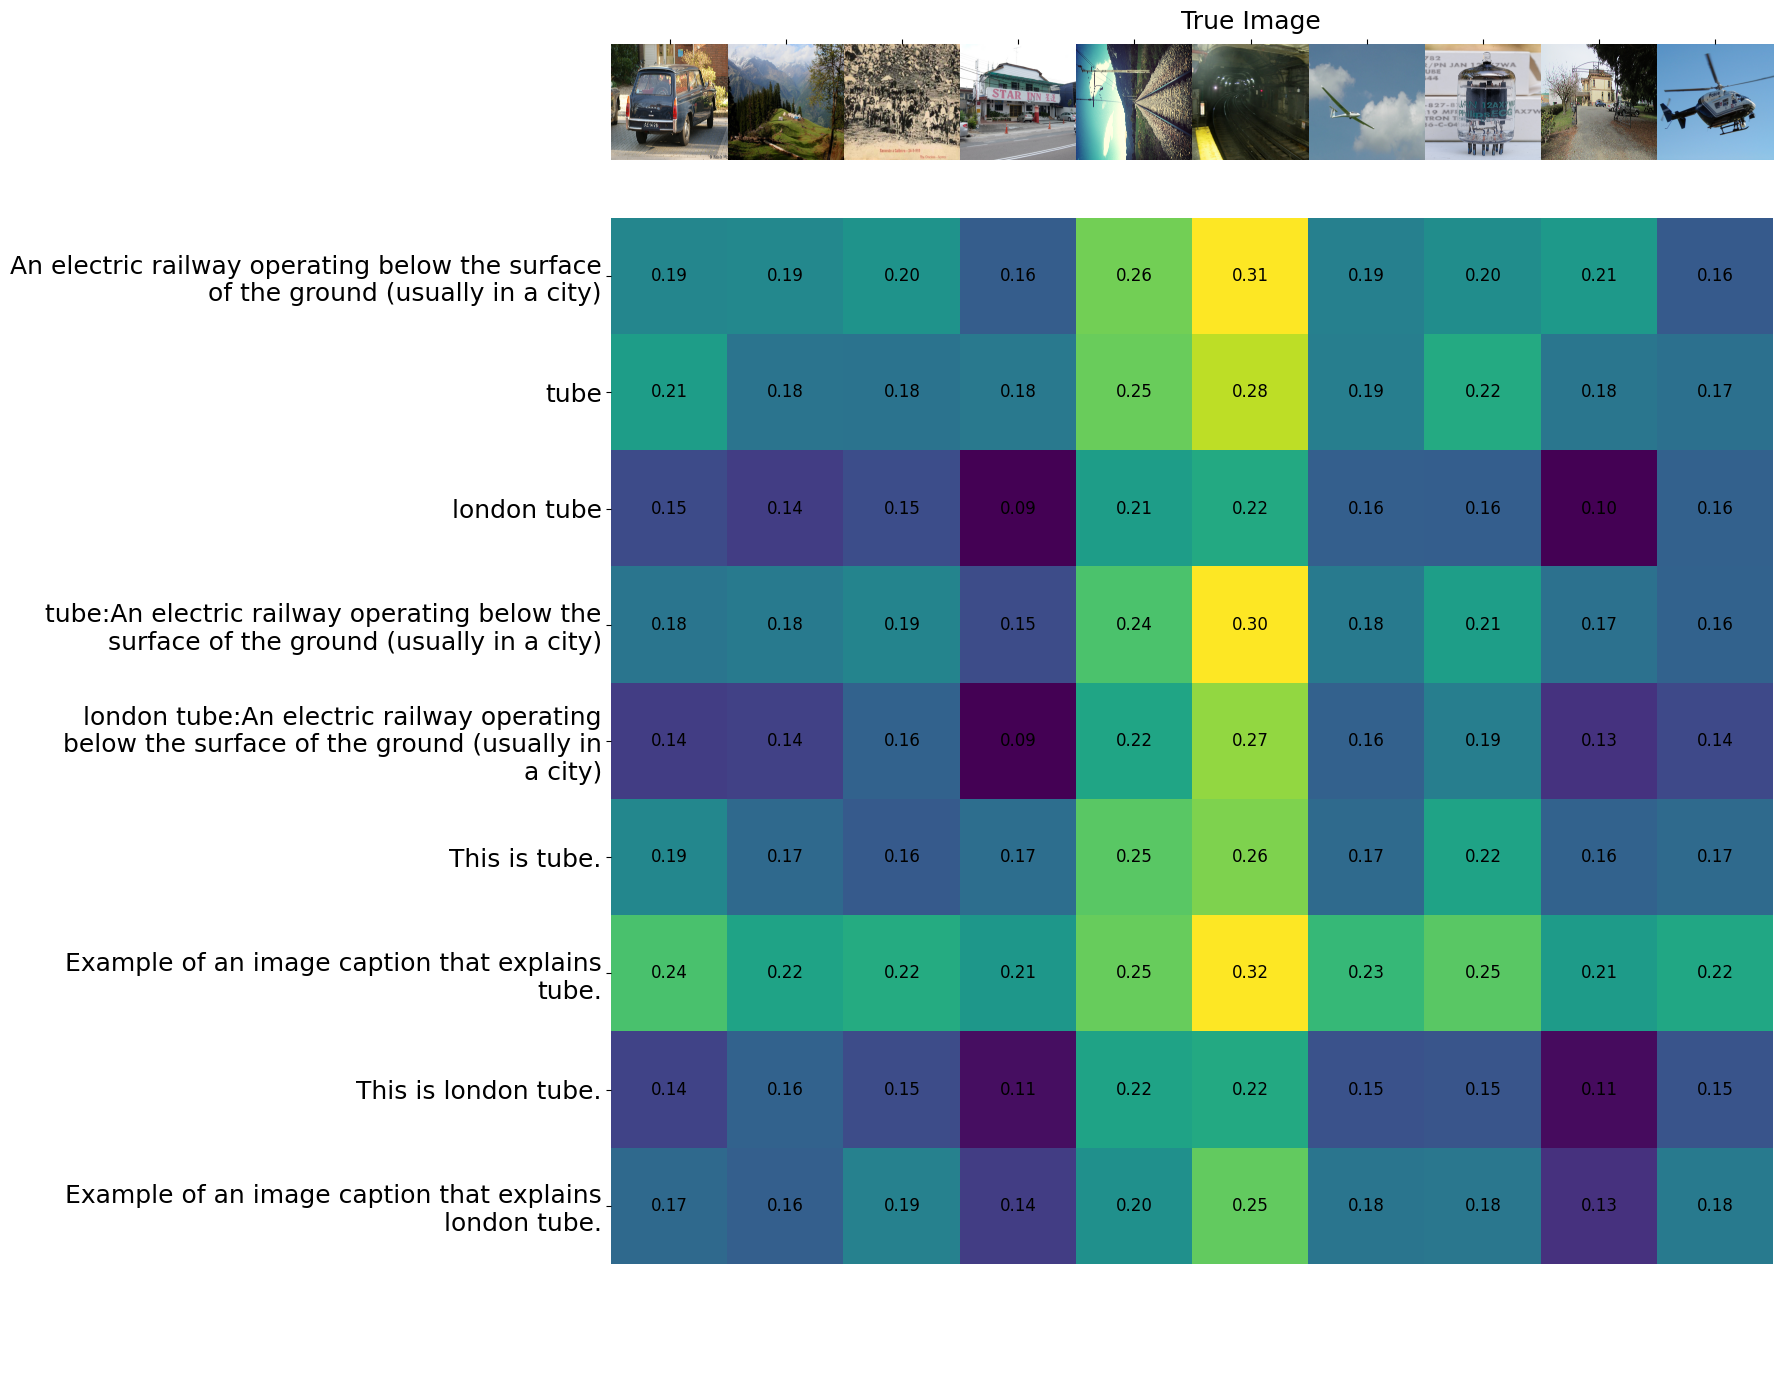 True Image
STAR INN
An electric railway operating below the surface
of the ground (usually in a city)
0.19 0.19 0.20 0.16 0.26 0.31 0.19 0.20 0.21 0.16
tube
0.21 0.18 0.18 0.18 0.25 0.28 0.19 0.22 0.18 0.17
london tube
0.15 0.14 0.15 0.09 0.21 0.22 0.16 0.16 0.10 0.16
tube:An electric railway operating below the
surface of the ground (usually in a city)
0.18 0.18 0.19 0.15 0.24 0.30 0.18 0.21 0.17 0.16
london tube:An electric railway operating
below the surface of the ground (usually in
a city)
0.14 0.14 0.16 0.09 0.22 0.27 0.16 0.19 0.13 0.14
This is tube.
0.19 0.17 0.16 0.17 0.25 0.26 0.17 0.22 0.16 0.17
Example of an image caption that explains
tube.
0.24 0.22 0.22 0.21 0.25 0.32 0.23 0.25 0.21 0.22
This is london tube.
0.14 0.16 0.15 0.11 0.22 0.22 0.15 0.15 0.11 0.15
Example of an image caption that explains
london tube.
0.17 0.16 0.19 0.14 0.20 0.25 0.18 0.18 0.13 0.18